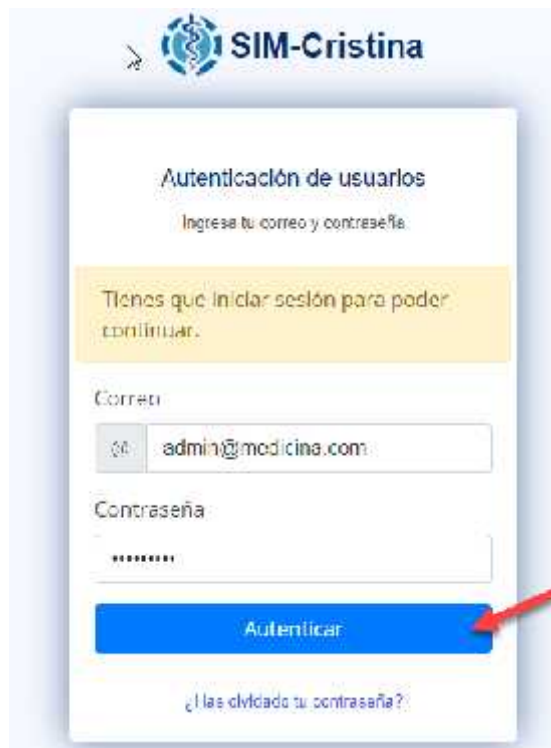 SIM-Cristina
Autenticación de usuarios
Ingresa tu correo y contraseña
Tienes que iniciar sesión para poder
continuar.
Correo
@ admin@medicina.com
Contraseña
•••••••••
Autenticar
¿Has olvidado tu contraseña?